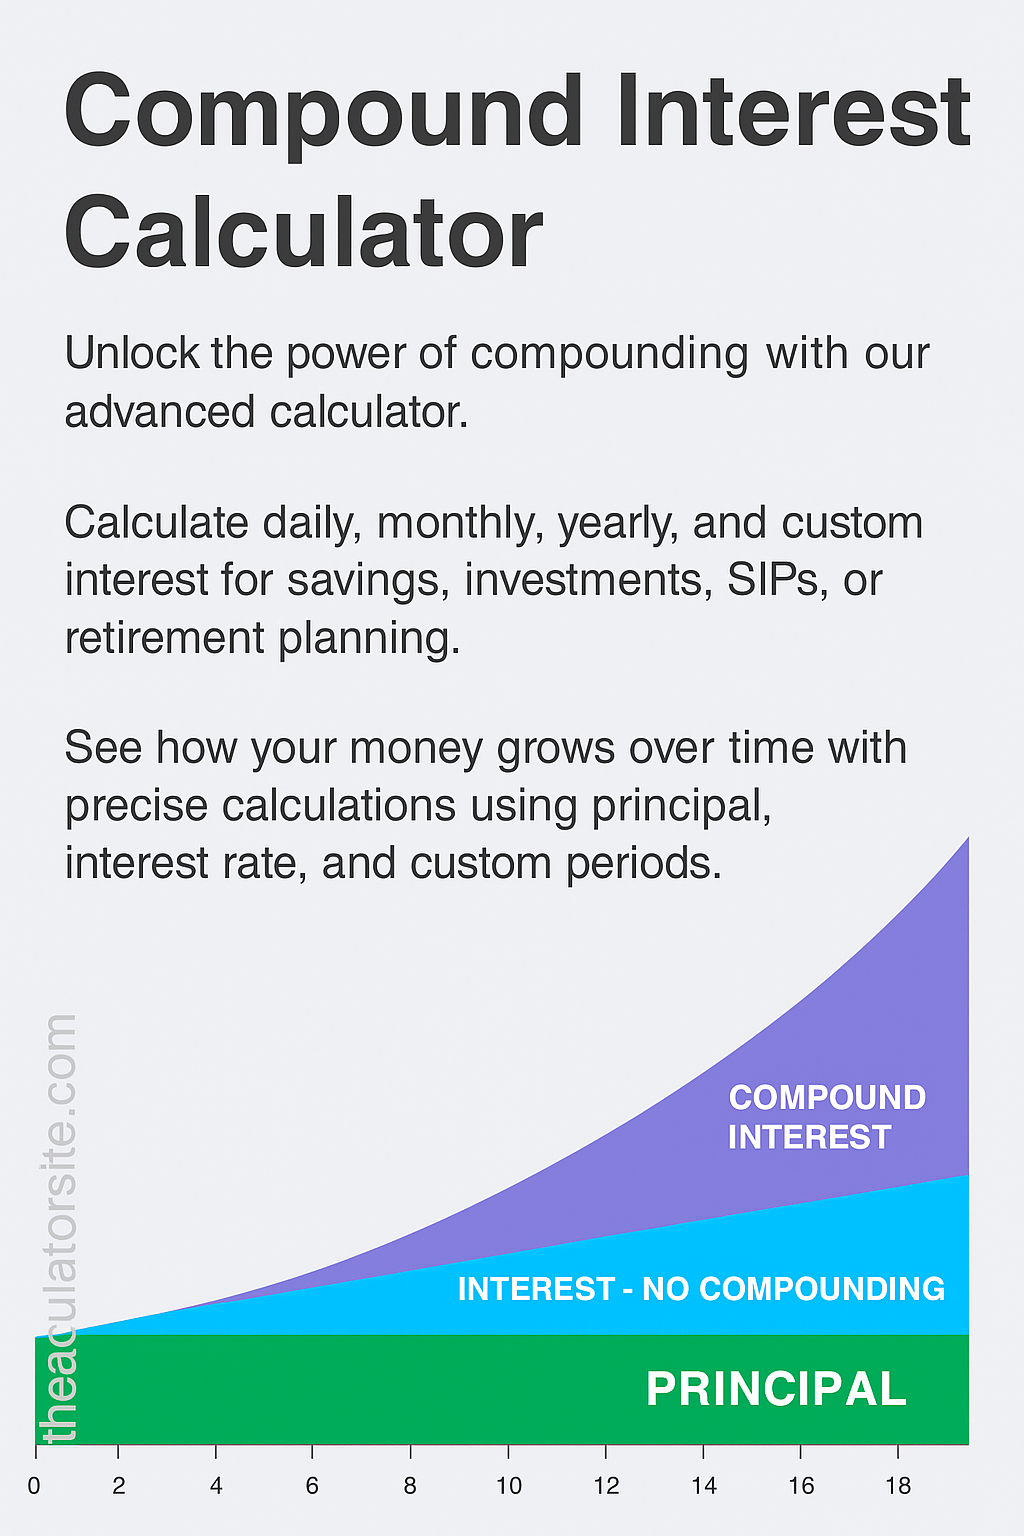 Compound Interest
Calculator
Unlock the power of compounding with our
advanced calculator.
Calculate daily, monthly, yearly, and custom
interest for savings, investments, SIPs, or
retirement planning.
See how your money grows over time with
precise calculations using principal,
interest rate, and custom periods.
COMPOUND
INTEREST
INTEREST - NO COMPOUNDING
PRINCIPAL
theaculatorsite.com
0 2 4 6 8 10 12 14 16 18